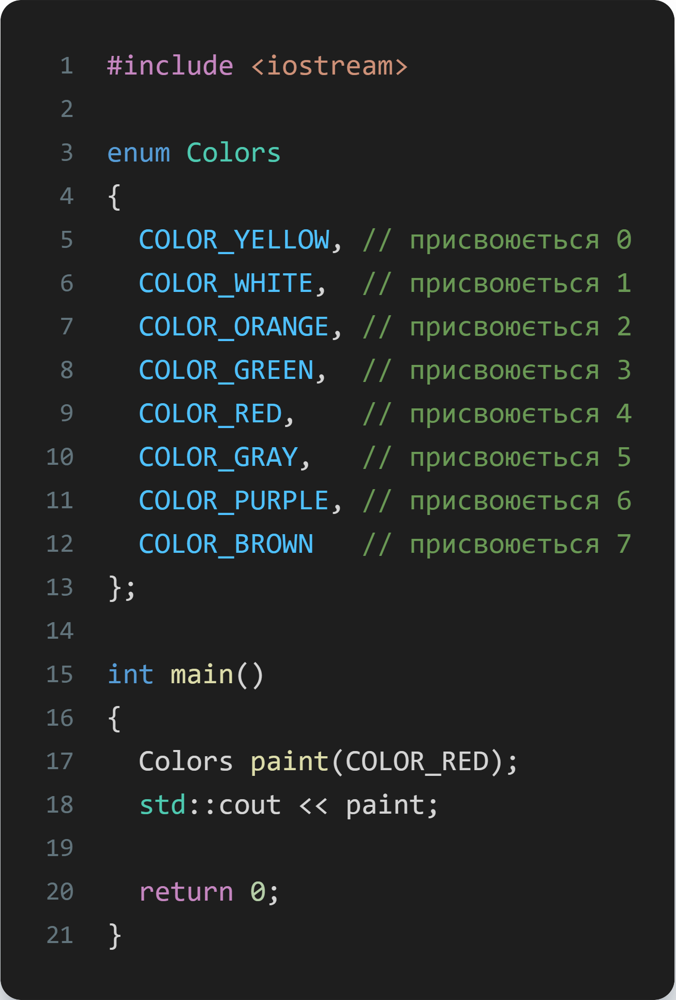 1 #include <iostream>
2
3 enum Colors
4 {
5 COLOR_YELLOW, // присвоюється 0
6 COLOR_WHITE, // присвоюється 1
7 COLOR_ORANGE, // присвоюється 2
8 COLOR_GREEN, // присвоюється 3
9 COLOR_RED, // присвоюється 4
10 COLOR_GRAY, // присвоюється 5
11 COLOR_PURPLE, // присвоюється 6
12 COLOR_BROWN // присвоюється 7
13 };
14
15 int main()
16 {
17 Colors paint(COLOR_RED);
18 std::cout << paint;
19
20 return 0;
21 }